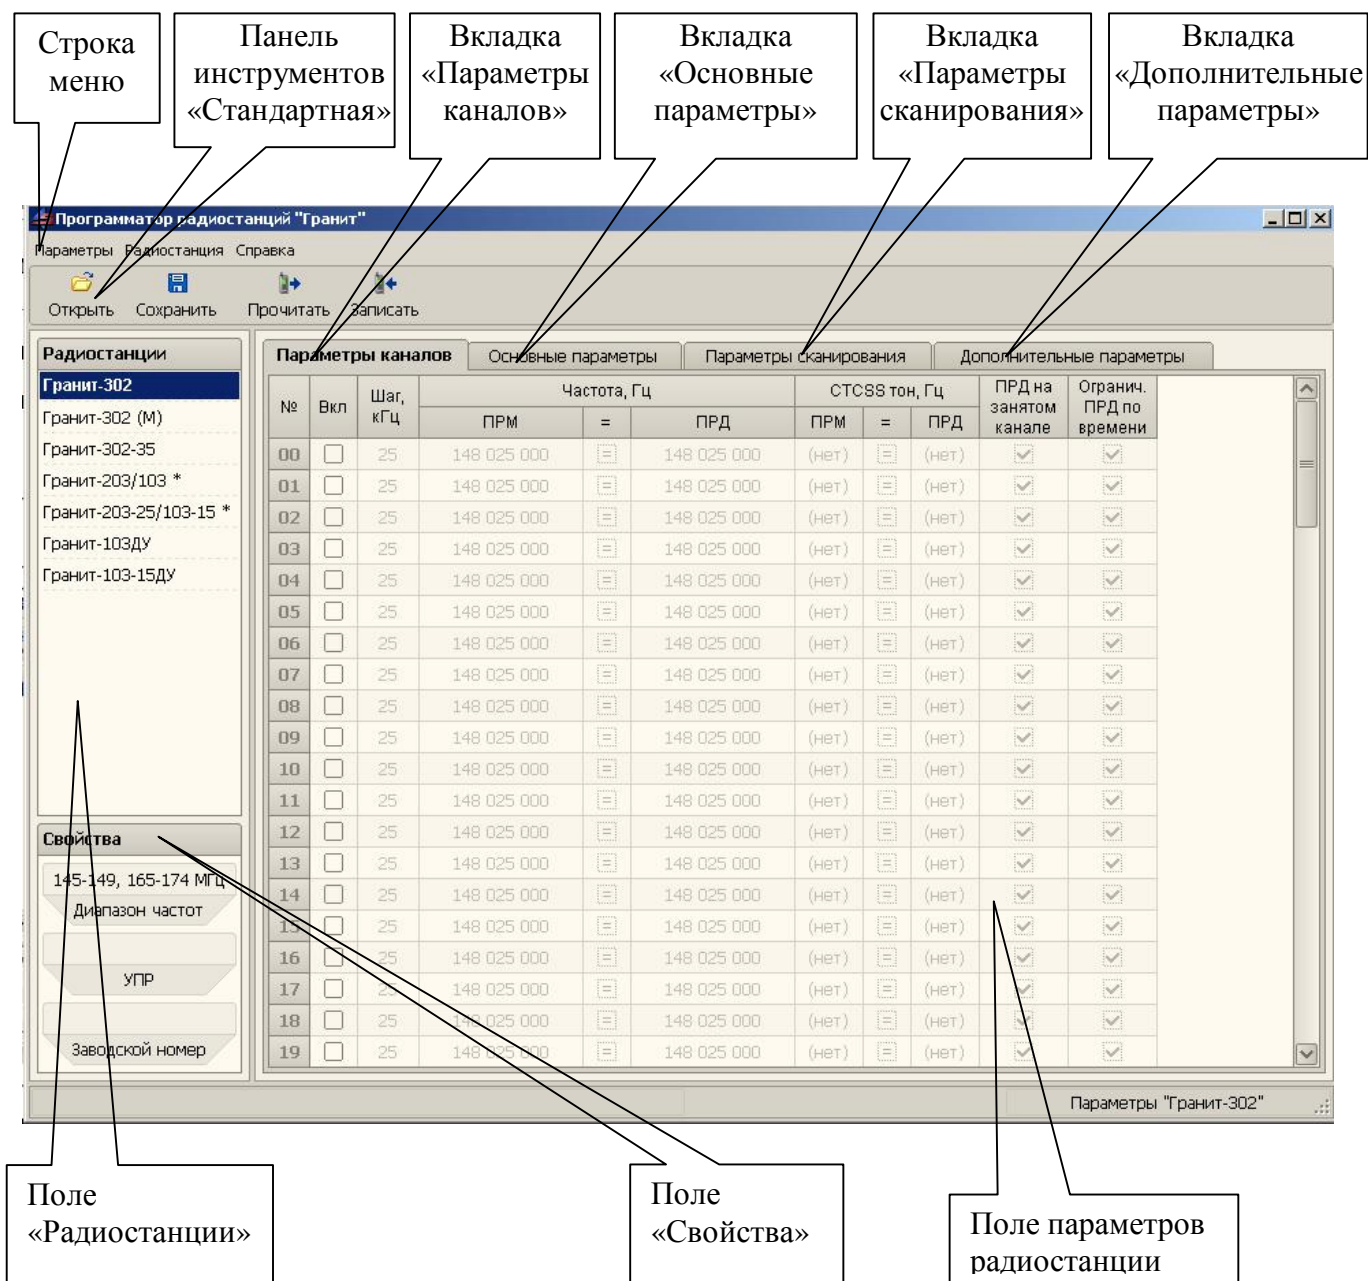 Строка
меню
Панель
инструментов
«Стандартная»
Вкладка
«Параметры
каналов»
Вкладка
«Основные
параметры»
Вкладка
«Параметры
сканирования»
Вкладка
«Дополнительные
параметры»
Программатор радиостанций "Гранит"
Параметры Радиостанция Справка
Открыть Сохранить Прочитать Записать
Радиостанции
Гранит-302
Гранит-302 (М)
Гранит-302-35
Гранит-203/103 *
Гранит-203-25/103-15 *
Гранит-103ДУ
Гранит-103-15ДУ
Свойства
145-149, 165-174 МГц
Диапазон частот
УПР
Заводской номер
Параметры каналов Основные параметры Параметры сканирования Дополнительные параметры
№ Вкл Шаг, кГц Частота, Гц CTCSS тон, Гц ПРД на занятом канале Огранич. ПРД по времени
ПРМ = ПРД ПРМ = ПРД
00 25 148 025 000 = 148 025 000 (нет) = (нет)
01 25 148 025 000 = 148 025 000 (нет) = (нет)
02 25 148 025 000 = 148 025 000 (нет) = (нет)
03 25 148 025 000 = 148 025 000 (нет) = (нет)
04 25 148 025 000 = 148 025 000 (нет) = (нет)
05 25 148 025 000 = 148 025 000 (нет) = (нет)
06 25 148 025 000 = 148 025 000 (нет) = (нет)
07 25 148 025 000 = 148 025 000 (нет) = (нет)
08 25 148 025 000 = 148 025 000 (нет) = (нет)
09 25 148 025 000 = 148 025 000 (нет) = (нет)
10 25 148 025 000 = 148 025 000 (нет) = (нет)
11 25 148 025 000 = 148 025 000 (нет) = (нет)
12 25 148 025 000 = 148 025 000 (нет) = (нет)
13 25 148 025 000 = 148 025 000 (нет) = (нет)
14 25 148 025 000 = 148 025 000 (нет) = (нет)
15 25 148 025 000 = 148 025 000 (нет) = (нет)
16 25 148 025 000 = 148 025 000 (нет) = (нет)
17 25 148 025 000 = 148 025 000 (нет) = (нет)
18 25 148 025 000 = 148 025 000 (нет) = (нет)
19 25 148 025 000 = 148 025 000 (нет) = (нет)
Параметры "Гранит-302"
Поле
«Радиостанции»
Поле
«Свойства»
Поле параметров
радиостанции